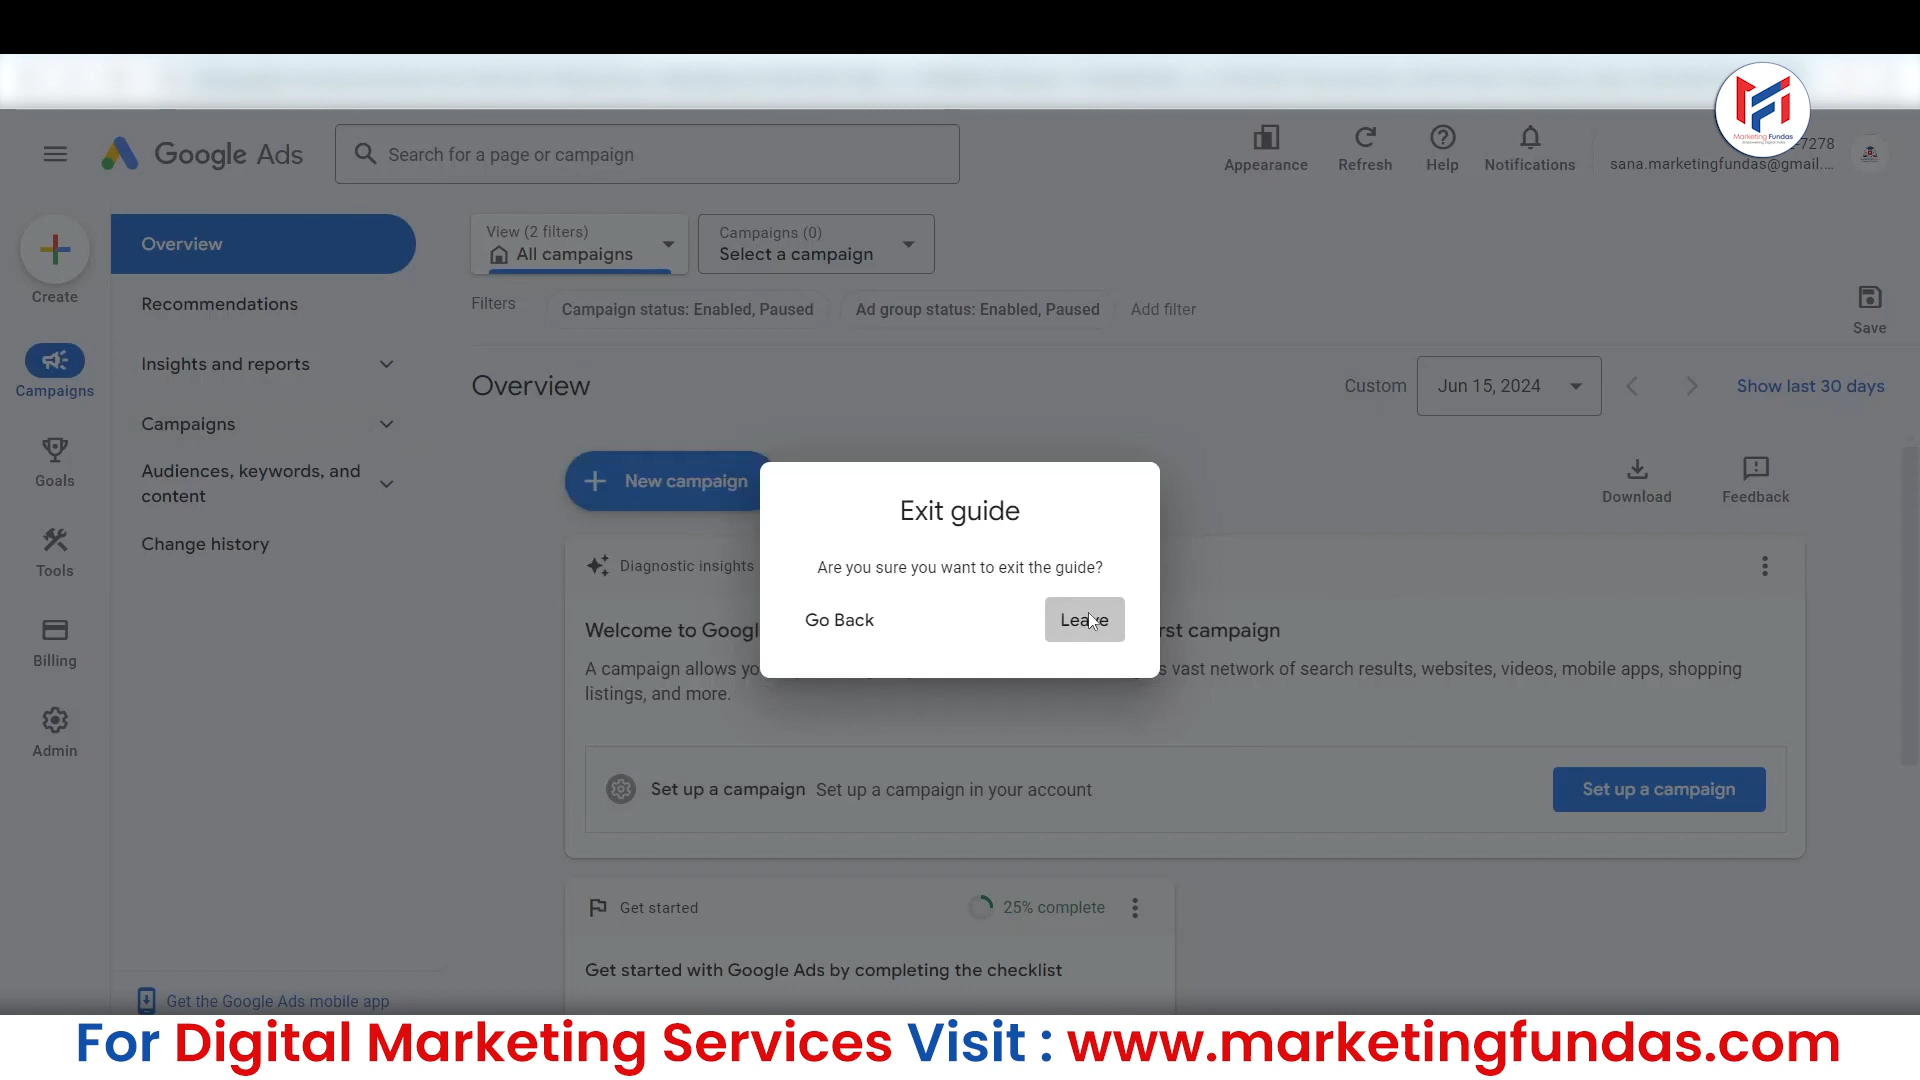 Marketing Fundas
Google Ads
Search for a page or campaign
Appearance
Refresh
Help
Notifications
-7278
sana.marketingfundas@gmail....
Create
Campaigns
Goals
Tools
Billing
Admin
Overview
Recommendations
Insights and reports
Campaigns
Audiences, keywords, and
content
Change history
Get the Google Ads mobile app
View (2 filters)
All campaigns
Campaigns (0)
Select a campaign
Filters
Campaign status: Enabled, Paused
Ad group status: Enabled, Paused
Add filter
Save
Overview
Custom
Jun 15, 2024
Show last 30 days
New campaign
Download
Feedback
Exit guide
Are you sure you want to exit the guide?
Go Back
Leave
Diagnostic insights
Welcome to Googl rst campaign
A campaign allows yo s vast network of search results, websites, videos, mobile apps, shopping
listings, and more.
Set up a campaign Set up a campaign in your account
Set up a campaign
Get started
25% complete
Get started with Google Ads by completing the checklist
For Digital Marketing Services Visit : www.marketingfundas.com